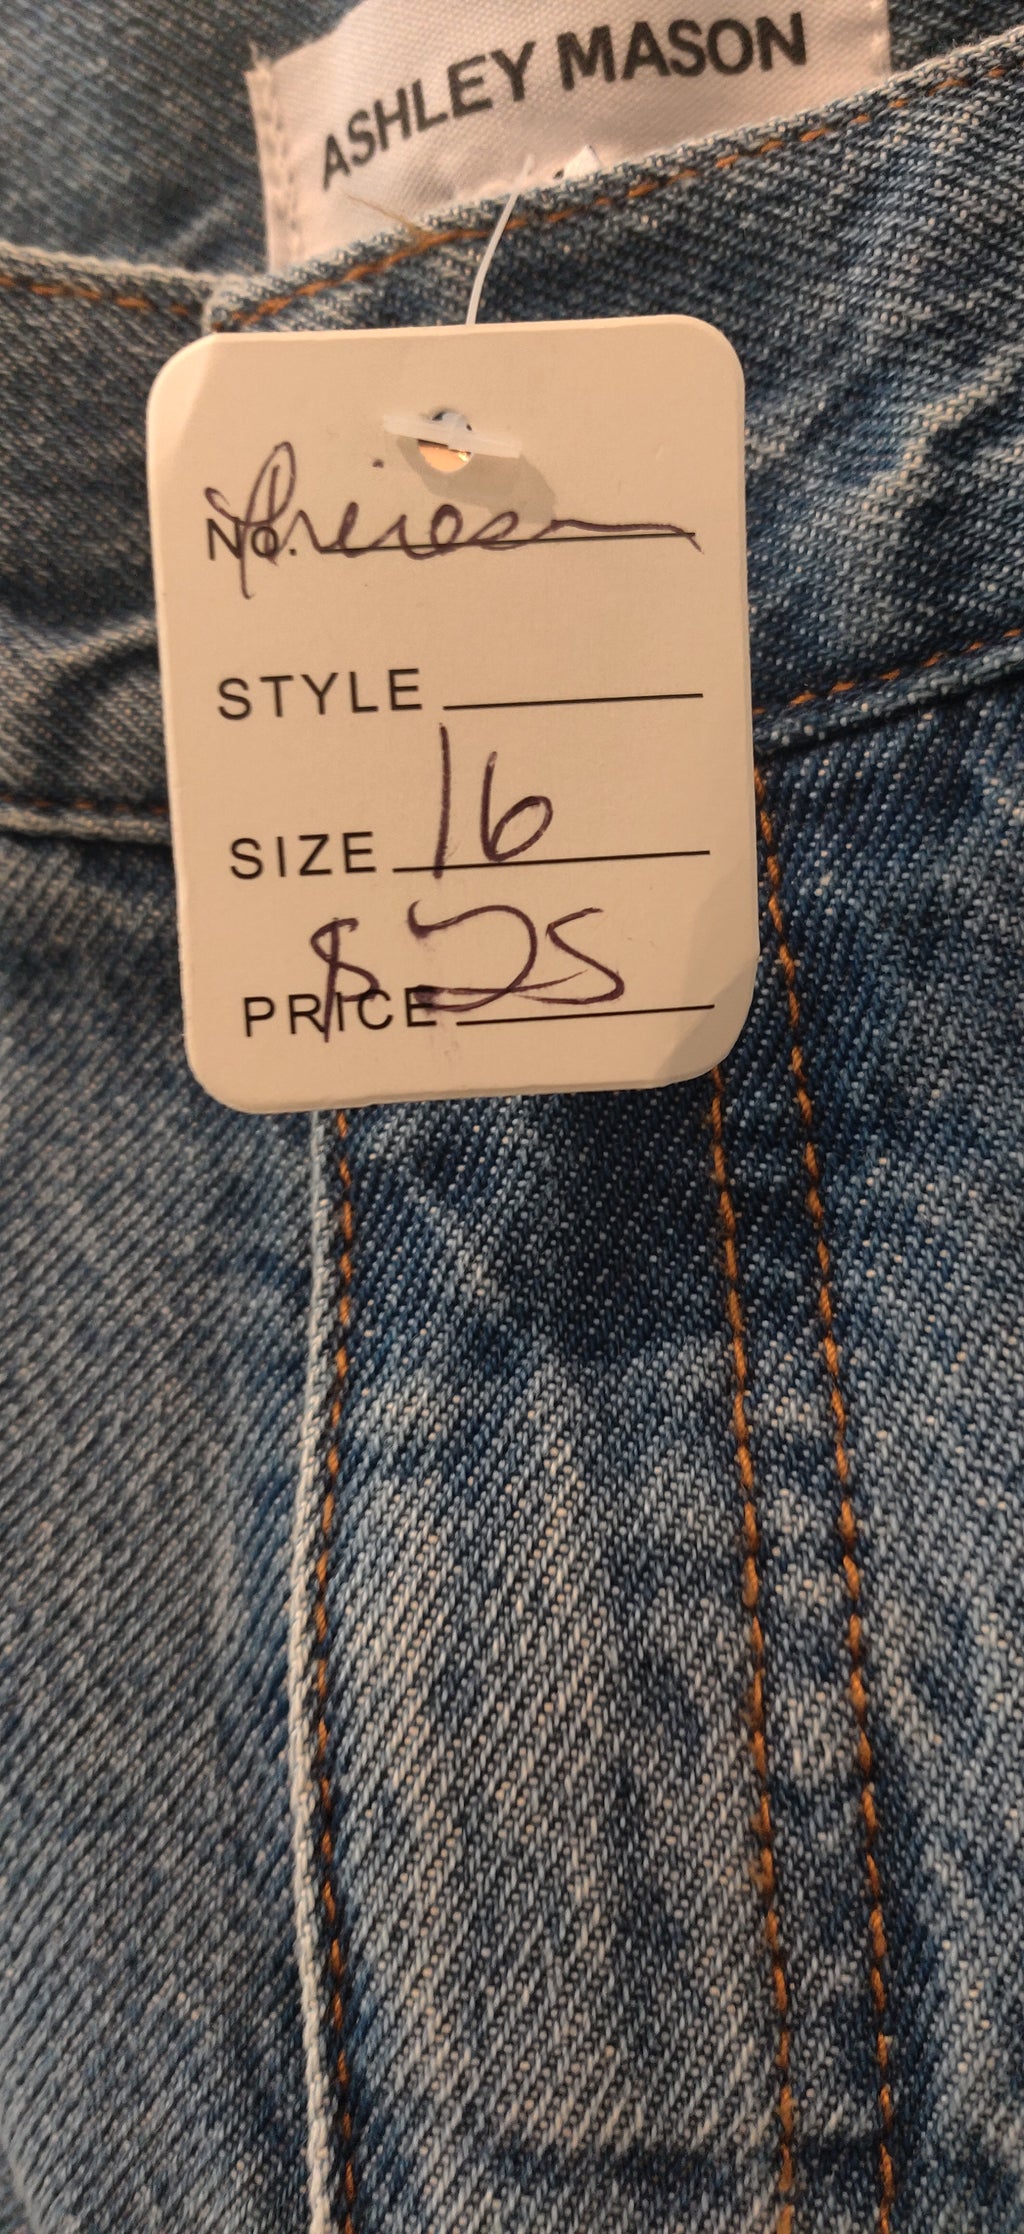 ASHLEY MASON
No.
STYLE
SIZE 16
PRICE $25